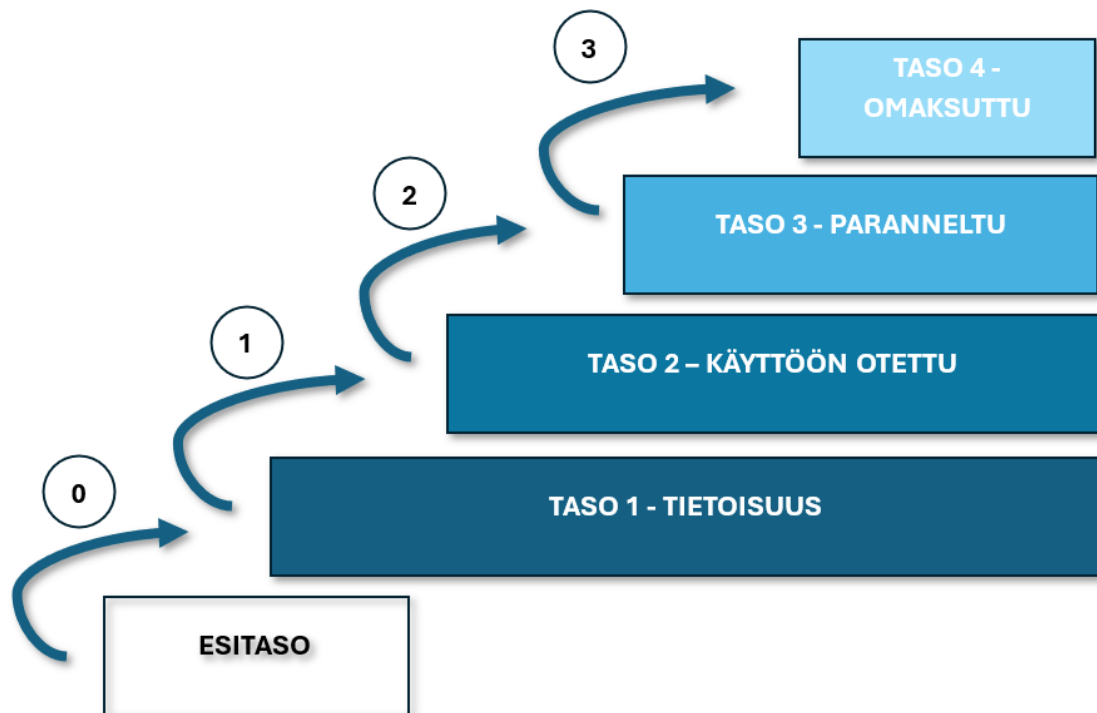 3
TASO 4 -
OMAKSUTTU
2
TASO 3 - PARANNELTU
1
TASO 2 – KÄYTTÖÖN OTETTU
0
TASO 1 - TIETOISUUS
ESITASO